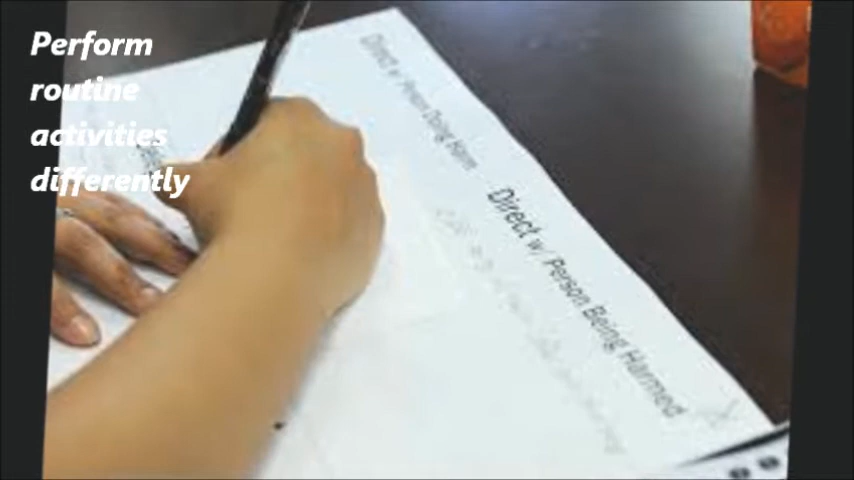 Perform
routine
activities
differently
Direct w/ Person Doing Harm
Direct w/ Person Being Harmed